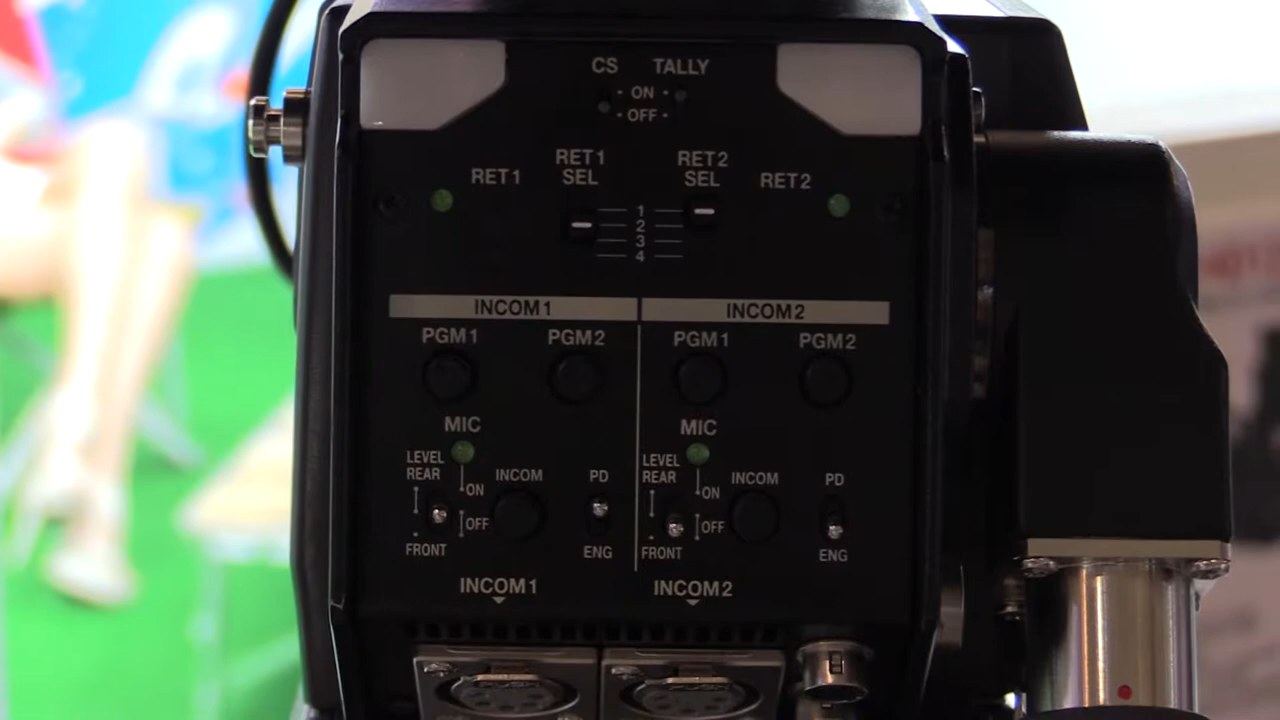 CS TALLY
ON
OFF
RET1 RET1 SEL RET2 SEL RET2
1
2
3
4
INCOM1 INCOM2
PGM1 PGM2 PGM1 PGM2
MIC MIC
LEVEL REAR INCOM PD LEVEL REAR INCOM PD
ON ON
OFF OFF
FRONT ENG FRONT ENG
INCOM1 INCOM2
PUSH PUSH